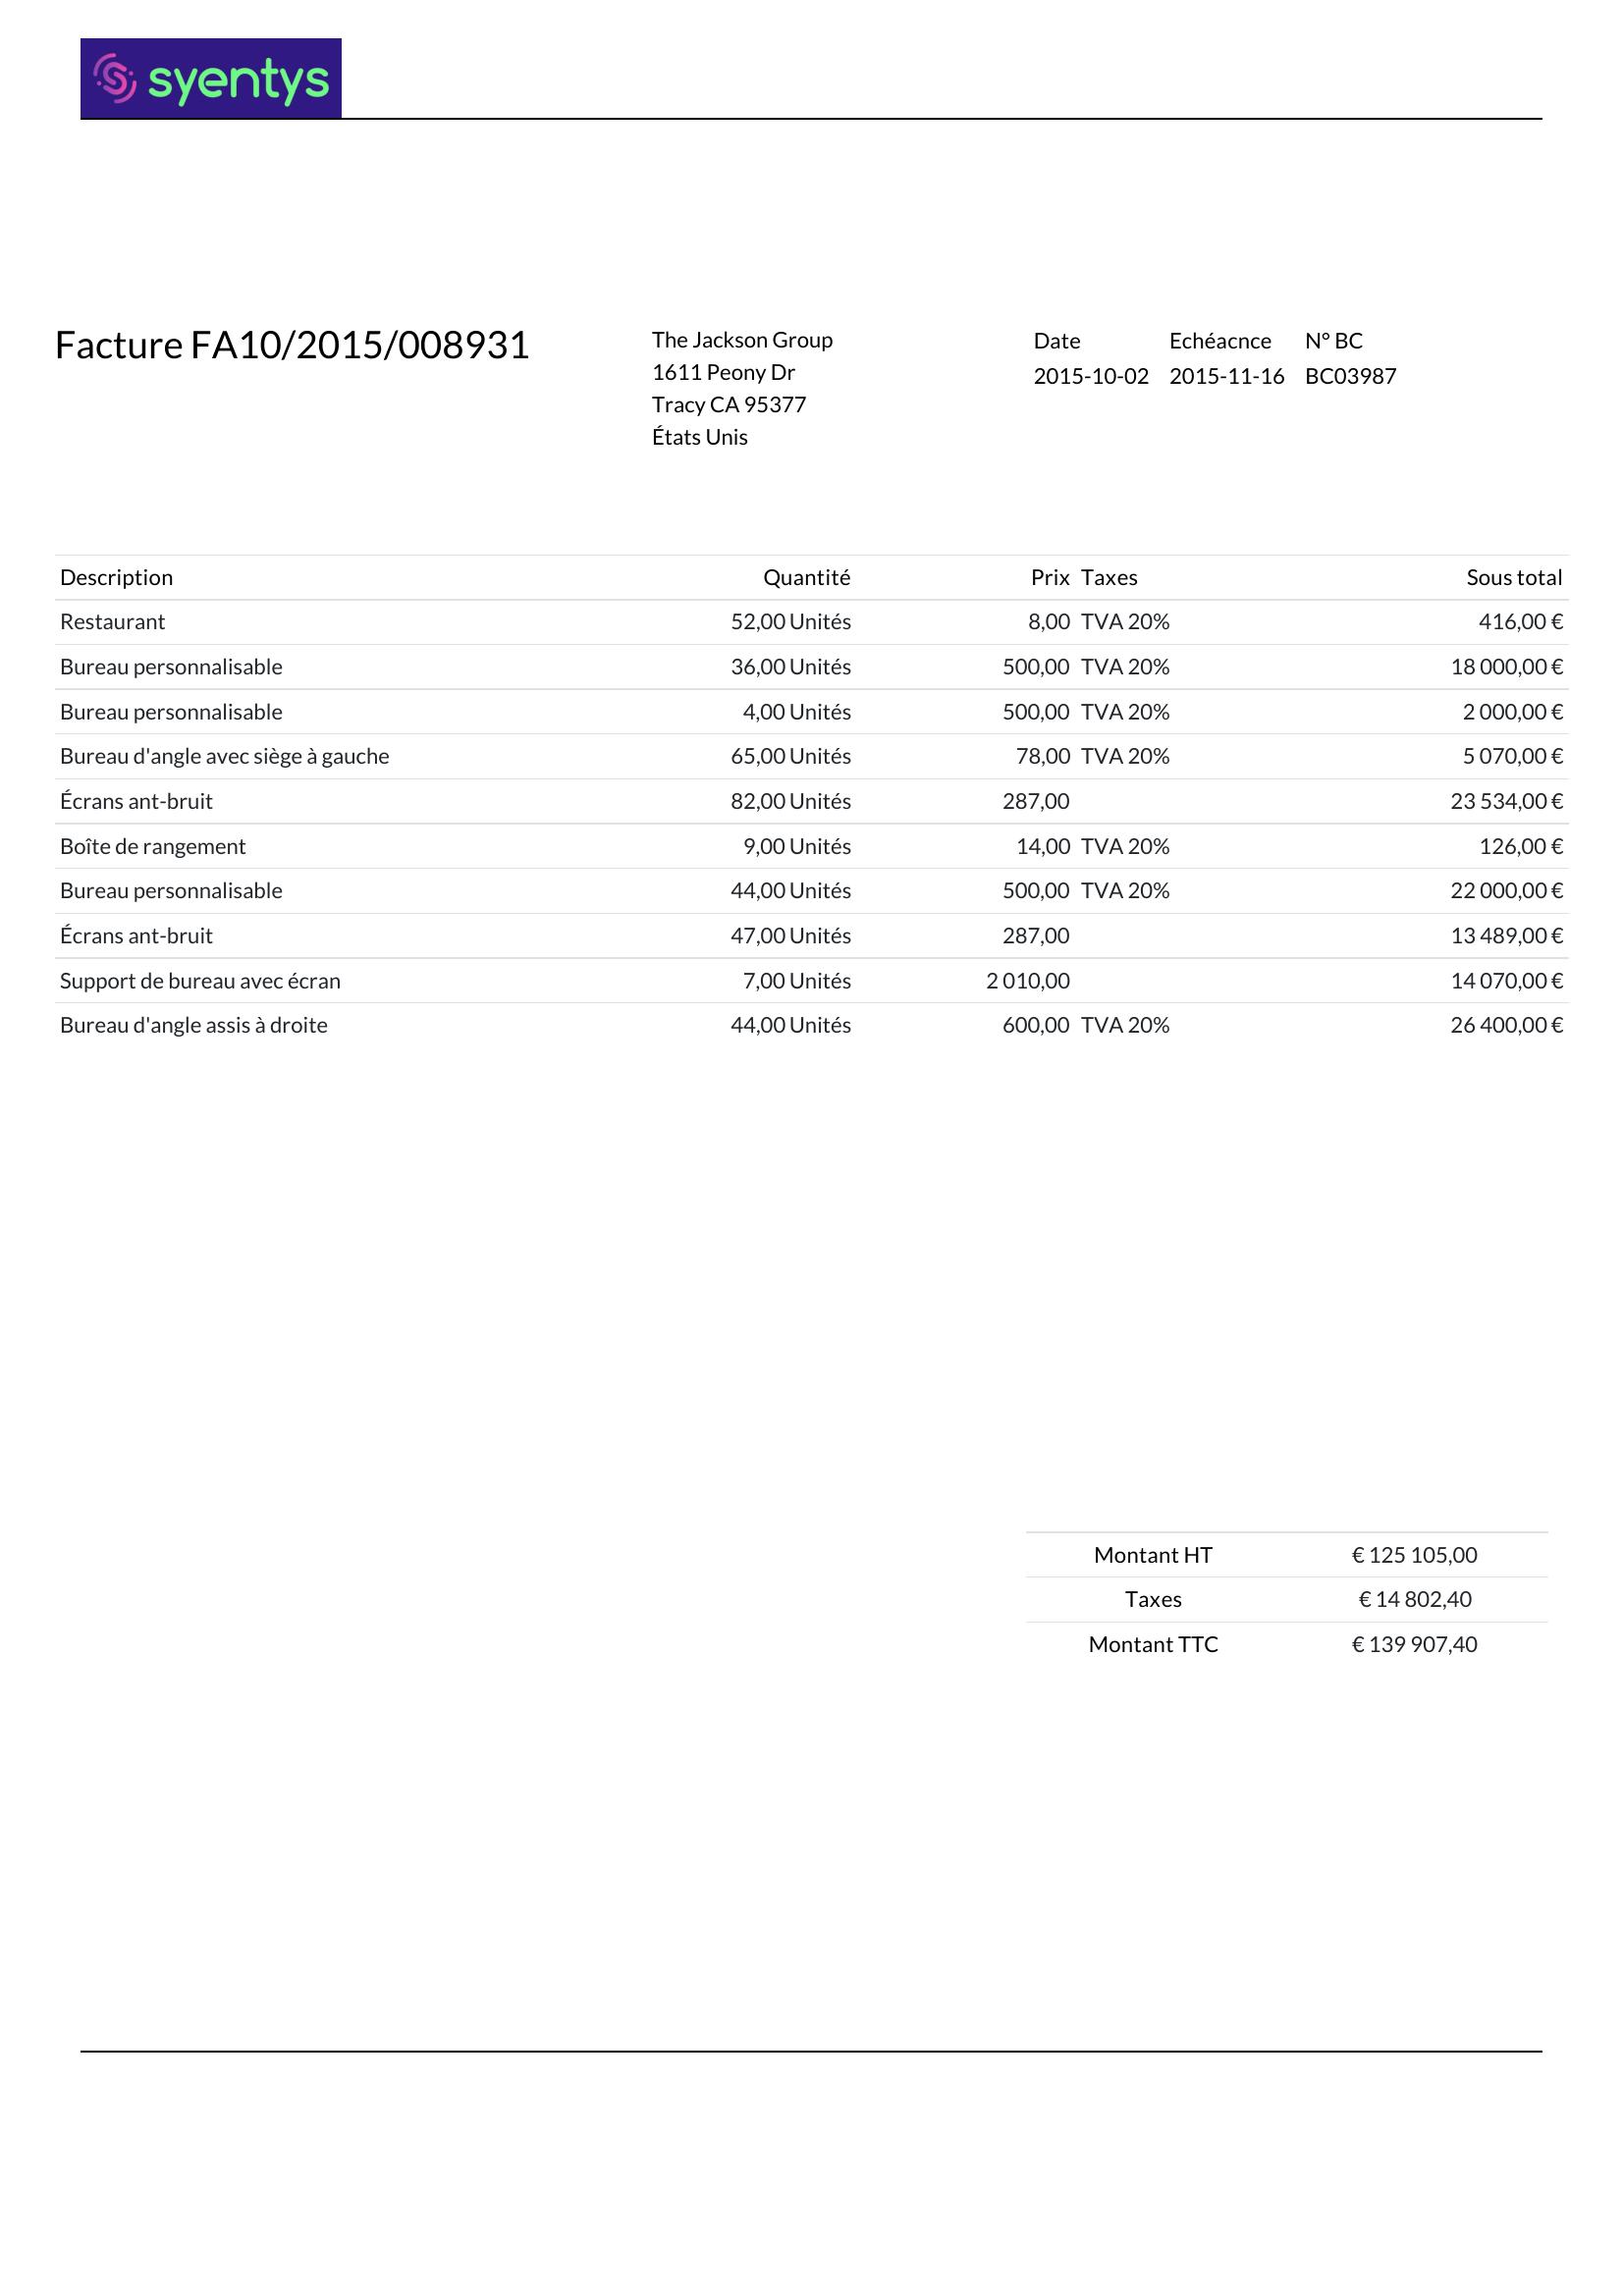 syentys
Facture FA10/2015/008931
The Jackson Group
1611 Peony Dr
Tracy CA 95377
États Unis
Date Echéacnce N° BC
2015-10-02 2015-11-16 BC03987
Description Quantité Prix Taxes Sous total
Restaurant 52,00 Unités 8,00 TVA 20% 416,00 €
Bureau personnalisable 36,00 Unités 500,00 TVA 20% 18 000,00 €
Bureau personnalisable 4,00 Unités 500,00 TVA 20% 2 000,00 €
Bureau d'angle avec siège à gauche 65,00 Unités 78,00 TVA 20% 5 070,00 €
Écrans ant-bruit 82,00 Unités 287,00 23 534,00 €
Boîte de rangement 9,00 Unités 14,00 TVA 20% 126,00 €
Bureau personnalisable 44,00 Unités 500,00 TVA 20% 22 000,00 €
Écrans ant-bruit 47,00 Unités 287,00 13 489,00 €
Support de bureau avec écran 7,00 Unités 2 010,00 14 070,00 €
Bureau d'angle assis à droite 44,00 Unités 600,00 TVA 20% 26 400,00 €
Montant HT € 125 105,00
Taxes € 14 802,40
Montant TTC € 139 907,40